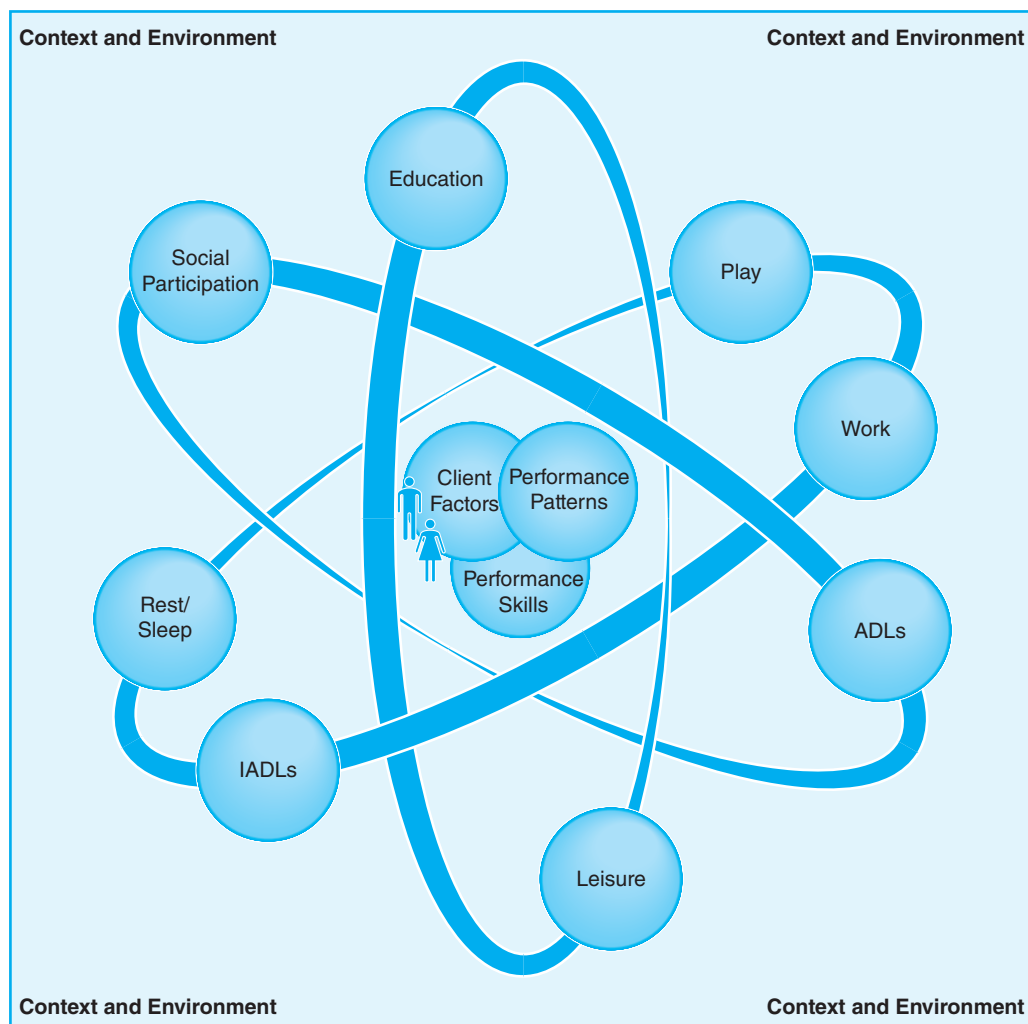 Context and Environment
Context and Environment
Education
Social
Participation
Play
Work
Client
Factors
Performance
Patterns
Performance
Skills
Rest/
Sleep
ADLs
IADLs
Leisure
Context and Environment
Context and Environment